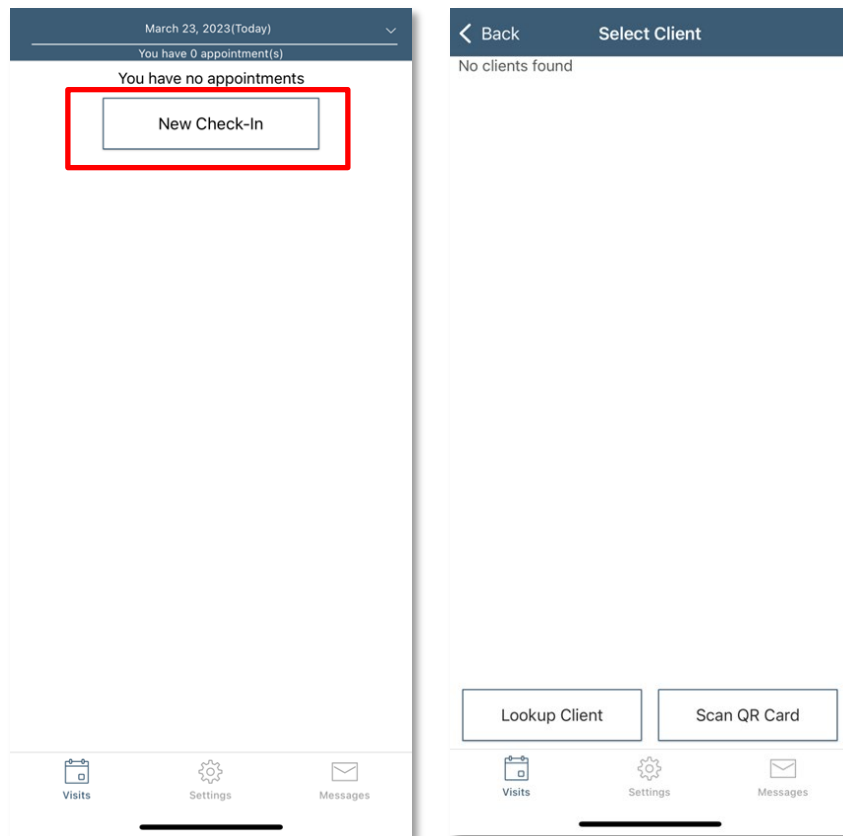 March 23, 2023(Today)
You have 0 appointment(s)
You have no appointments
New Check-In
Visits
Settings
Messages
Back
Select Client
No clients found
Lookup Client
Scan QR Card
Visits
Settings
Messages